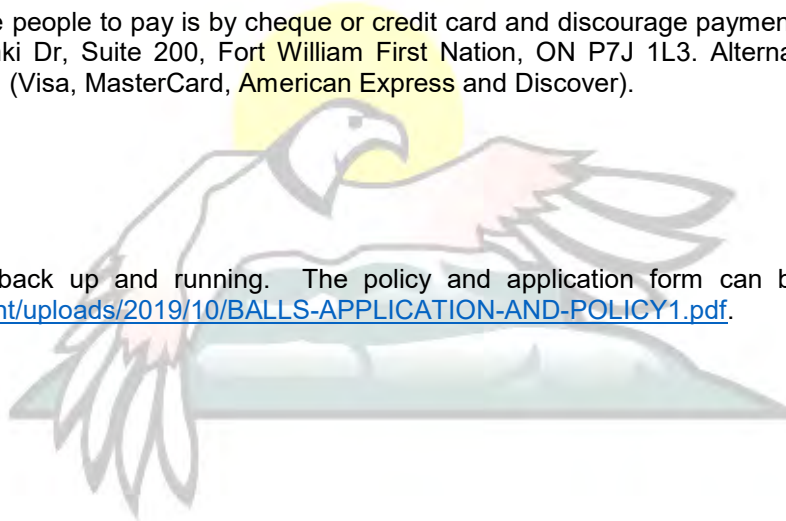 e people to pay is by cheque or credit card and discourage payment
ki Dr, Suite 200, Fort William First Nation, ON P7J 1L3. Alterna
(Visa, MasterCard, American Express and Discover).
back up and running. The policy and application form can b
nt/uploads/2019/10/BALLS-APPLICATION-AND-POLICY1.pdf.